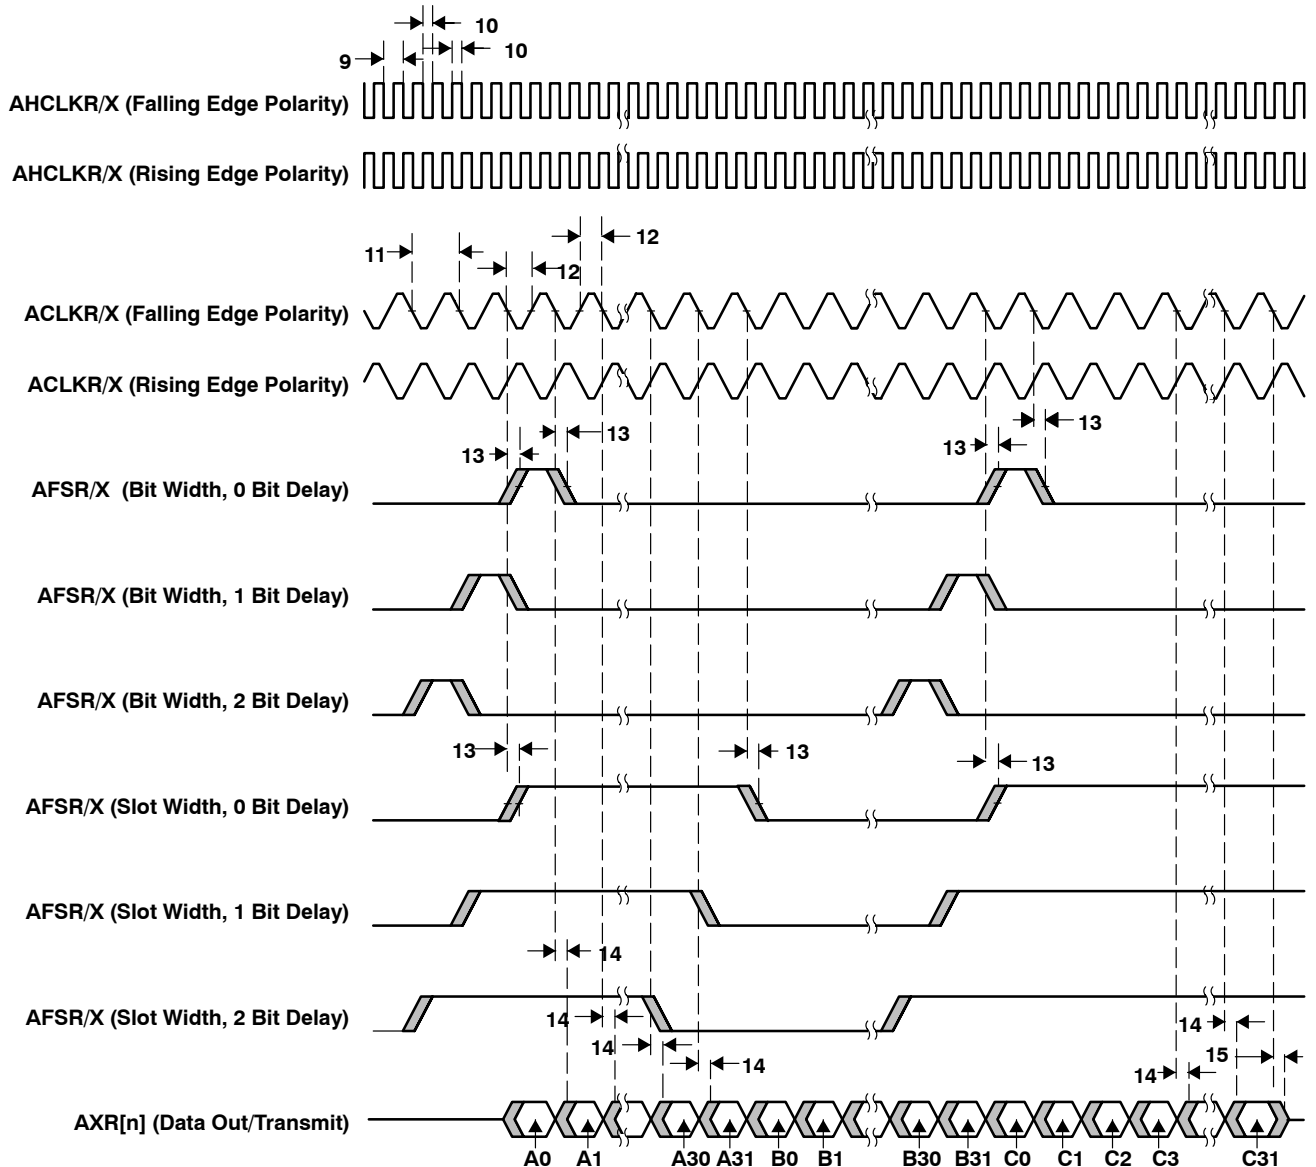 10
9
10
AHCLKR/X (Falling Edge Polarity)
AHCLKR/X (Rising Edge Polarity)
12
11
12
ACLKR/X (Falling Edge Polarity)
ACLKR/X (Rising Edge Polarity)
13
13
13
13
AFSR/X (Bit Width, 0 Bit Delay)
AFSR/X (Bit Width, 1 Bit Delay)
AFSR/X (Bit Width, 2 Bit Delay)
13
13
13
AFSR/X (Slot Width, 0 Bit Delay)
AFSR/X (Slot Width, 1 Bit Delay)
14
AFSR/X (Slot Width, 2 Bit Delay)
14
14
14
14
15
14
AXR[n] (Data Out/Transmit)
A0 A1 A30 A31 B0 B1 B30 B31 C0 C1 C2 C3 C31